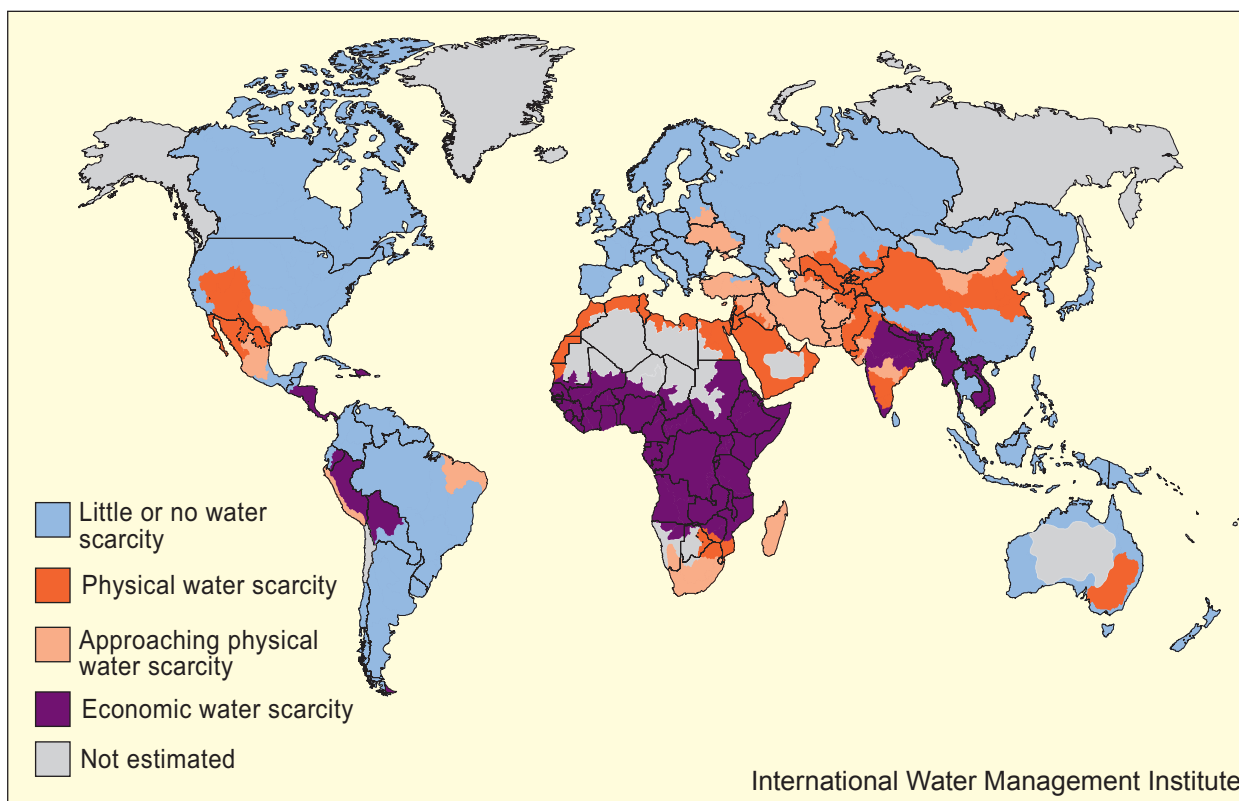 Little or no water
scarcity
Physical water scarcity
Approaching physical
water scarcity
Economic water scarcity
Not estimated
International Water Management Institute